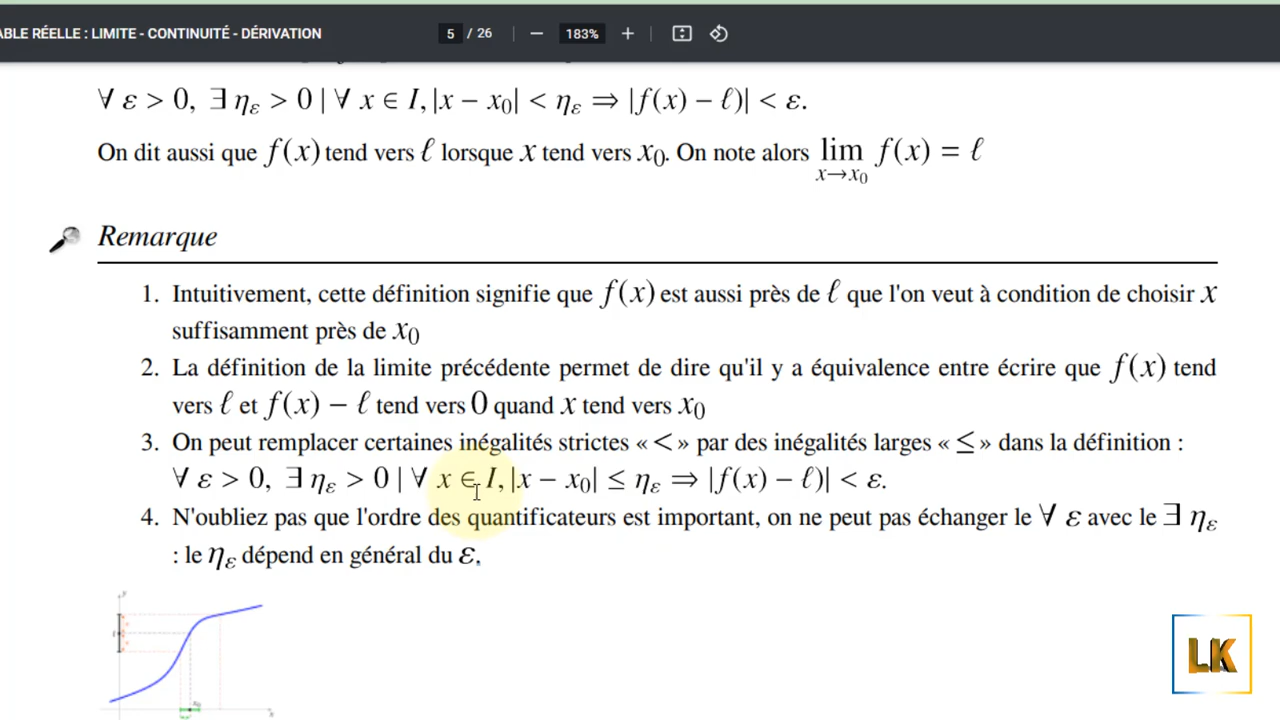 ABLE RÉELLE : LIMITE - CONTINUITÉ - DÉRIVATION 5 / 26 183%
∀ ε > 0, ∃ η_ε > 0 | ∀ x ∈ I, |x − x₀| < η_ε ⇒ |f(x) − ℓ)| < ε.
On dit aussi que f(x) tend vers ℓ lorsque x tend vers x₀. On note alors lim f(x) = ℓ
x→x₀
Remarque
1. Intuitivement, cette définition signifie que f(x) est aussi près de ℓ que l'on veut à condition de choisir x
suffisamment près de x₀
2. La définition de la limite précédente permet de dire qu'il y a équivalence entre écrire que f(x) tend
vers ℓ et f(x) − ℓ tend vers 0 quand x tend vers x₀
3. On peut remplacer certaines inégalités strictes « < » par des inégalités larges « ≤ » dans la définition :
∀ ε > 0, ∃ η_ε > 0 | ∀ x ∈ I, |x − x₀| ≤ η_ε ⇒ |f(x) − ℓ)| < ε.
4. N'oubliez pas que l'ordre des quantificateurs est important, on ne peut pas échanger le ∀ ε avec le ∃ η_ε
: le η_ε dépend en général du ε,
LK